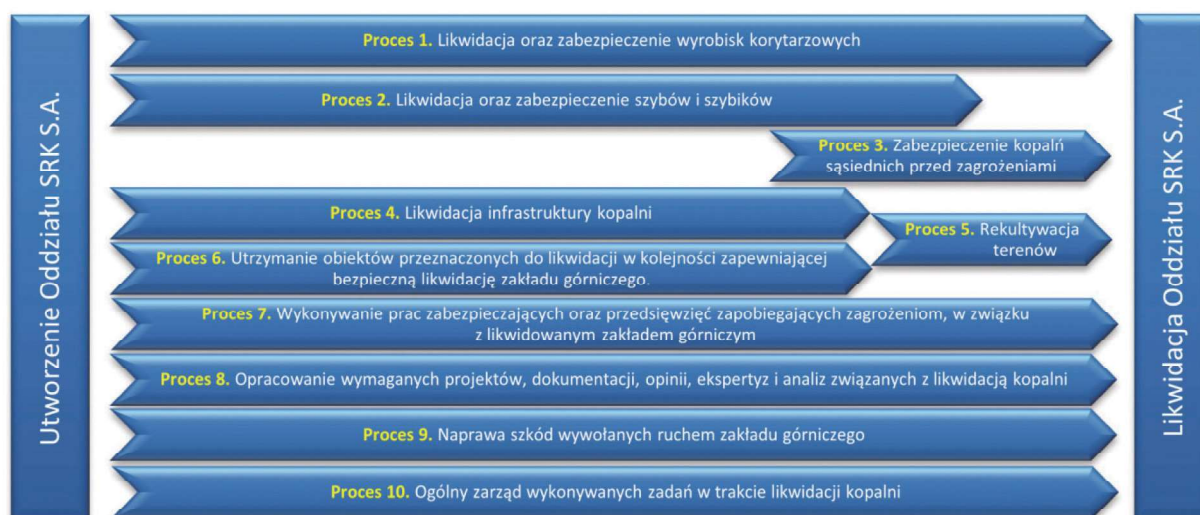 Utworzenie Oddziału SRK S.A.
Proces 1. Likwidacja oraz zabezpieczenie wyrobisk korytarzowych
Proces 2. Likwidacja oraz zabezpieczenie szybów i szybików
Proces 3. Zabezpieczenie kopalń
sąsiednich przed zagrożeniami
Proces 4. Likwidacja infrastruktury kopalni
Proces 5. Rekultywacja
terenów
Proces 6. Utrzymanie obiektów przeznaczonych do likwidacji w kolejności zapewniającej
bezpieczną likwidację zakładu górniczego.
Proces 7. Wykonywanie prac zabezpieczających oraz przedsięwzięć zapobiegających zagrożeniom, w związku
z likwidowanym zakładem górniczym
Proces 8. Opracowanie wymaganych projektów, dokumentacji, opinii, ekspertyz i analiz związanych z likwidacją kopalni
Proces 9. Naprawa szkód wywołanych ruchem zakładu górniczego
Proces 10. Ogólny zarząd wykonywanych zadań w trakcie likwidacji kopalni
Likwidacja Oddziału SRK S.A.